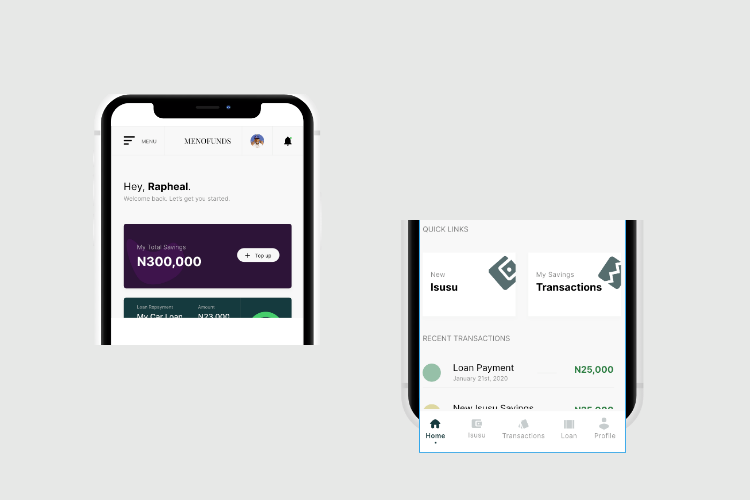 MENU
MENOFUNDS
Hey, Rapheal.
Welcome back. Let's get you started.
My Total Savings
N300,000
+ Top up
Loan Repayment
Amount
My Car Loan
N23,000
QUICK LINKS
New
Isusu
My Savings
Transactions
RECENT TRANSACTIONS
Loan Payment
January 21st, 2020
N25,000
New Isusu Savings
N25,000
Home
Isusu
Transactions
Loan
Profile